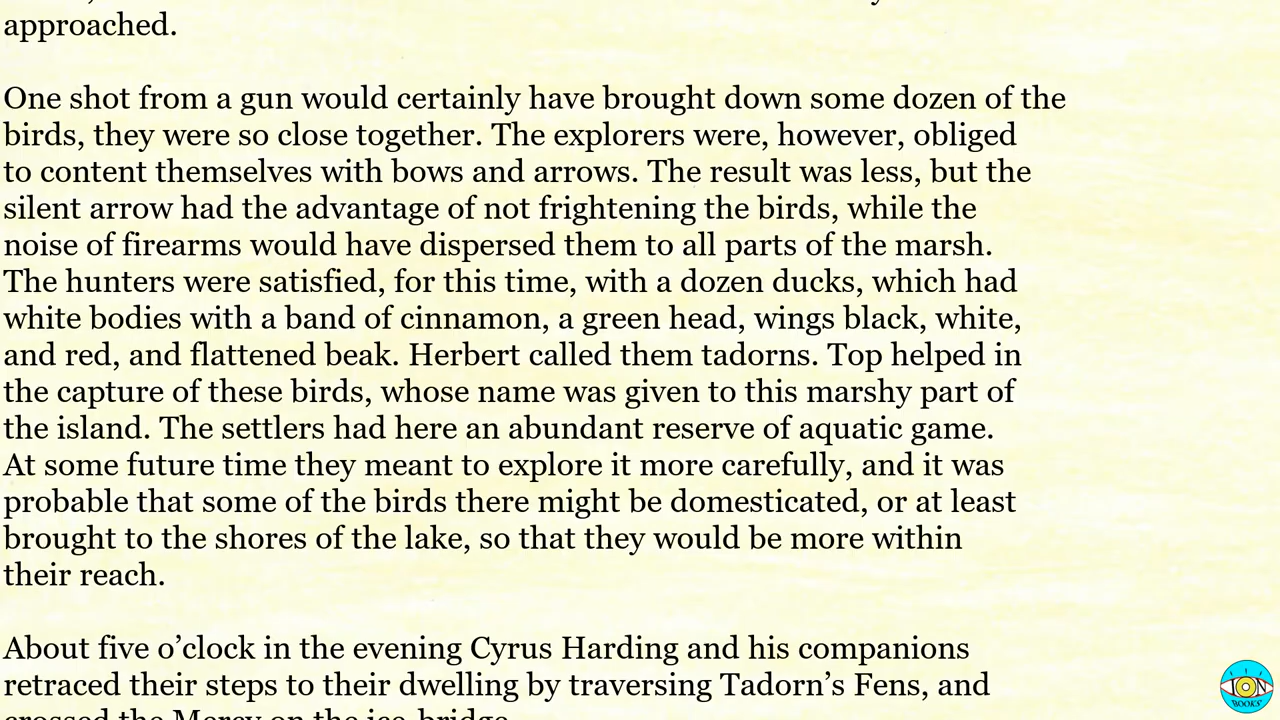 approached.
One shot from a gun would certainly have brought down some dozen of the
birds, they were so close together. The explorers were, however, obliged
to content themselves with bows and arrows. The result was less, but the
silent arrow had the advantage of not frightening the birds, while the
noise of firearms would have dispersed them to all parts of the marsh.
The hunters were satisfied, for this time, with a dozen ducks, which had
white bodies with a band of cinnamon, a green head, wings black, white,
and red, and flattened beak. Herbert called them tadorns. Top helped in
the capture of these birds, whose name was given to this marshy part of
the island. The settlers had here an abundant reserve of aquatic game.
At some future time they meant to explore it more carefully, and it was
probable that some of the birds there might be domesticated, or at least
brought to the shores of the lake, so that they would be more within
their reach.
About five o’clock in the evening Cyrus Harding and his companions
retraced their steps to their dwelling by traversing Tadorn’s Fens, and
crossed the Mercy on the ice-bridge.
ION
BOOKS